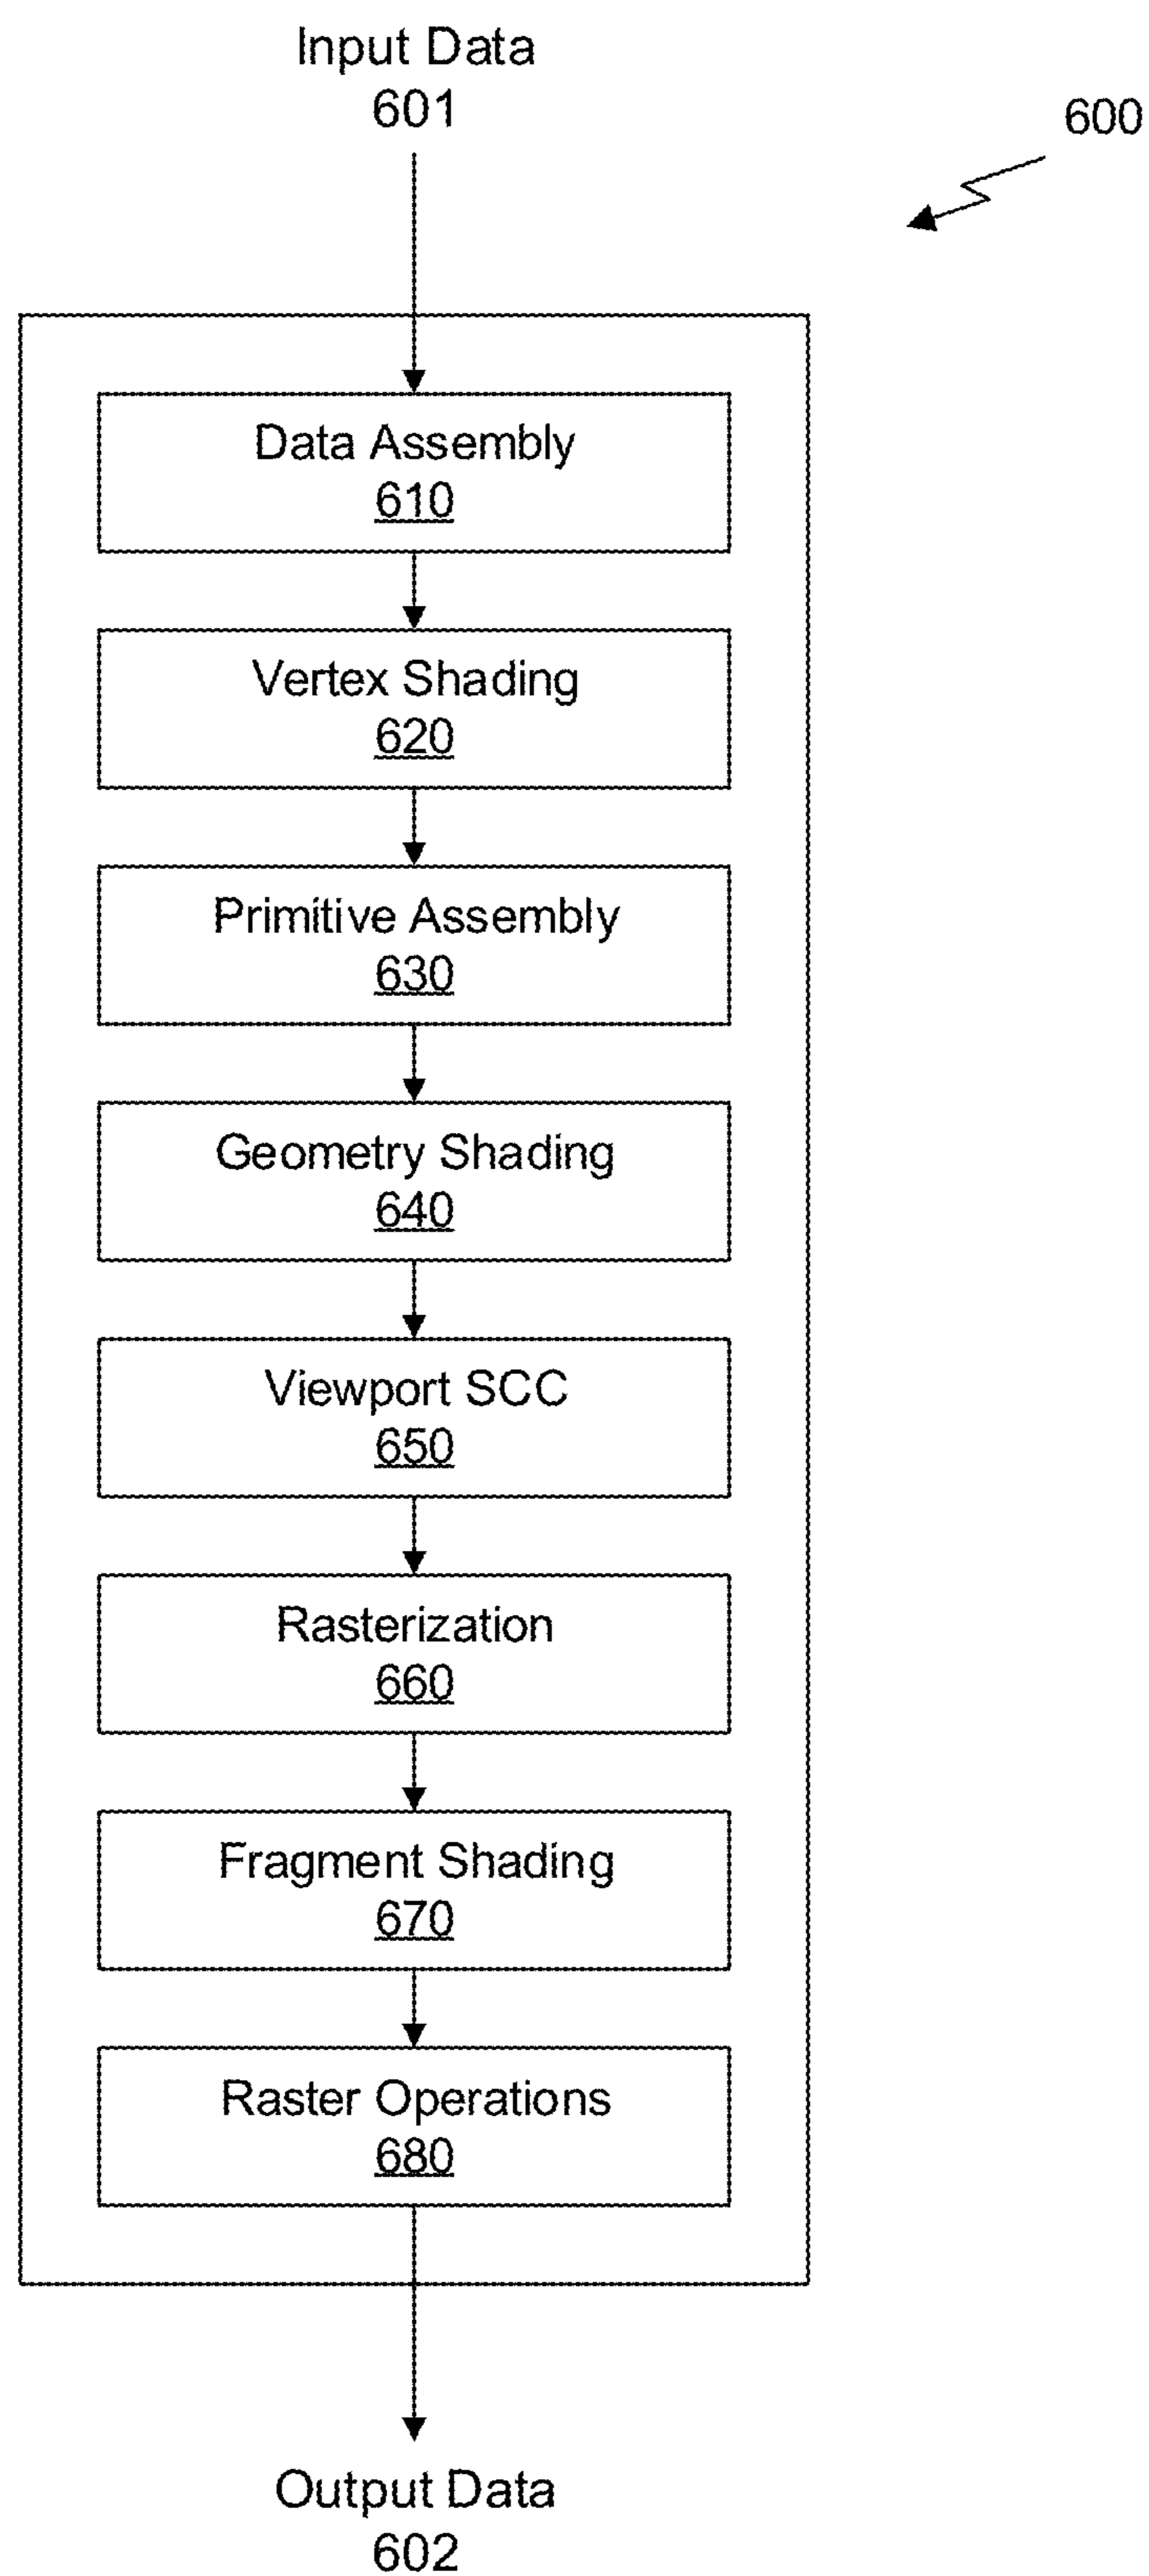 Input Data
601
600
Data Assembly
610
Vertex Shading
620
Primitive Assembly
630
Geometry Shading
640
Viewport SCC
650
Rasterization
660
Fragment Shading
670
Raster Operations
680
Output Data
602